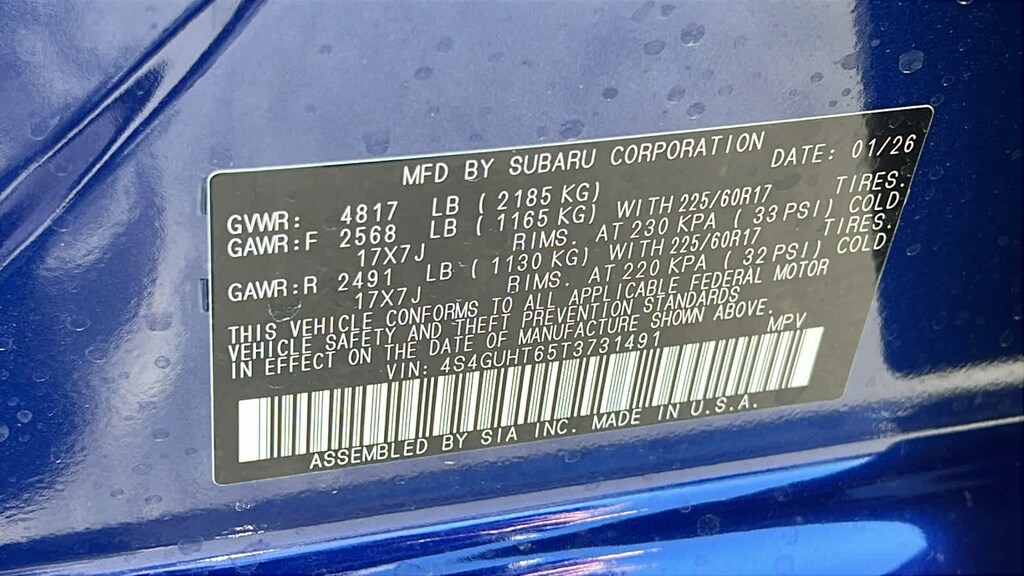 MFD BY SUBARU CORPORATION DATE: 01/26
GVWR: 4817 LB ( 2185 KG)
GAWR:F 2568 LB ( 1165 KG) WITH 225/60R17 TIRES.
17X7J RIMS. AT 230 KPA ( 33 PSI) COLD
GAWR:R 2491 LB ( 1130 KG) WITH 225/60R17 TIRES.
17X7J RIMS. AT 220 KPA ( 32 PSI) COLD
THIS VEHICLE CONFORMS TO ALL APPLICABLE FEDERAL MOTOR
VEHICLE SAFETY AND THEFT PREVENTION STANDARDS
IN EFFECT ON THE DATE OF MANUFACTURE SHOWN ABOVE.
VIN: 4S4GUHT65T3731491 MPV
ASSEMBLED BY SIA INC. MADE IN U.S.A.